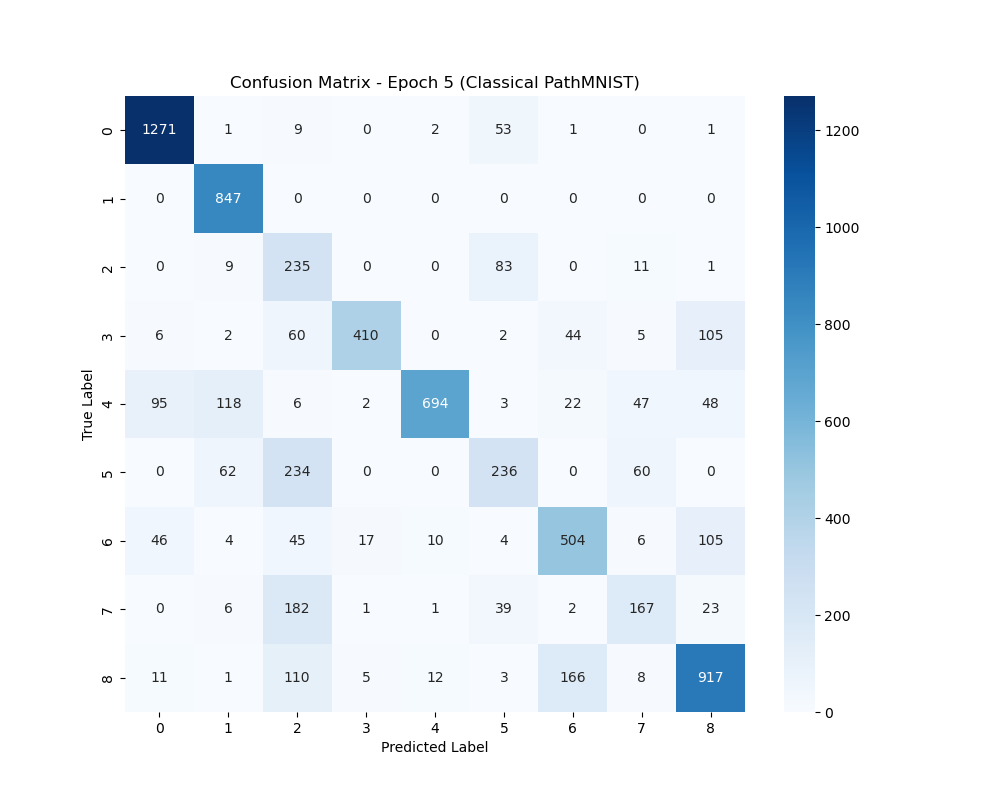 Confusion Matrix - Epoch 5 (Classical PathMNIST)
0 1271 1 9 0 2 53 1 0 1
1 0 847 0 0 0 0 0 0 0
2 0 9 235 0 0 83 0 11 1
3 6 2 60 410 0 2 44 5 105
4 95 118 6 2 694 3 22 47 48
5 0 62 234 0 0 236 0 60 0
6 46 4 45 17 10 4 504 6 105
7 0 6 182 1 1 39 2 167 23
8 11 1 110 5 12 3 166 8 917
0 1 2 3 4 5 6 7 8
Predicted Label
True Label
1200
1000
800
600
400
200
0